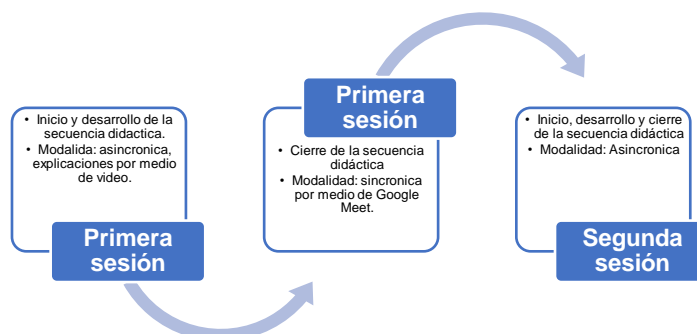 • Inicio y desarrollo de la
secuencia didactica.
• Modalida: asincronica,
explicaciones por medio
de video.
Primera
sesión
Primera
sesión
• Cierre de la secuencia
didáctica
• Modalidad: sincronica
por medio de Google
Meet.
• Inicio, desarrollo y cierre
de la secuencia didáctica
• Modalidad: Asincronica
Segunda
sesión